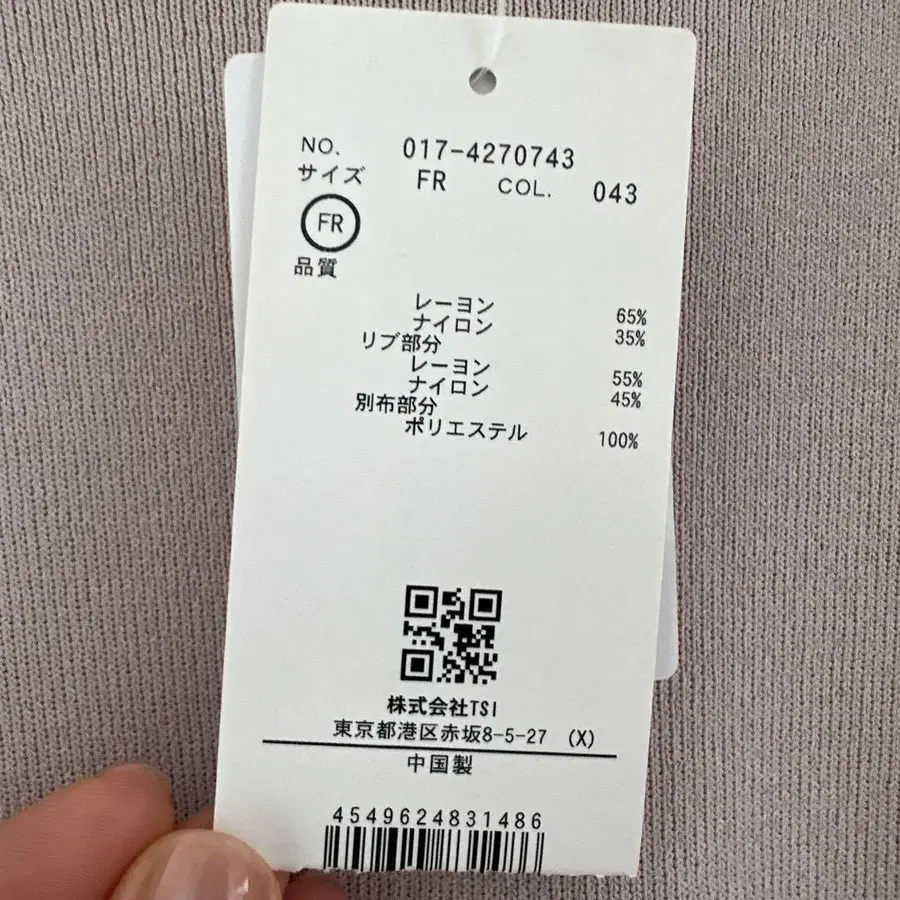 NO. 017-4270743
サイズ FR COL. 043
FR
品質
レーヨン 65%
ナイロン 35%
リブ部分
レーヨン 55%
ナイロン 45%
別布部分
ポリエステル 100%
株式会社TSI
東京都港区赤坂8-5-27 (X)
中国製
4549624831486